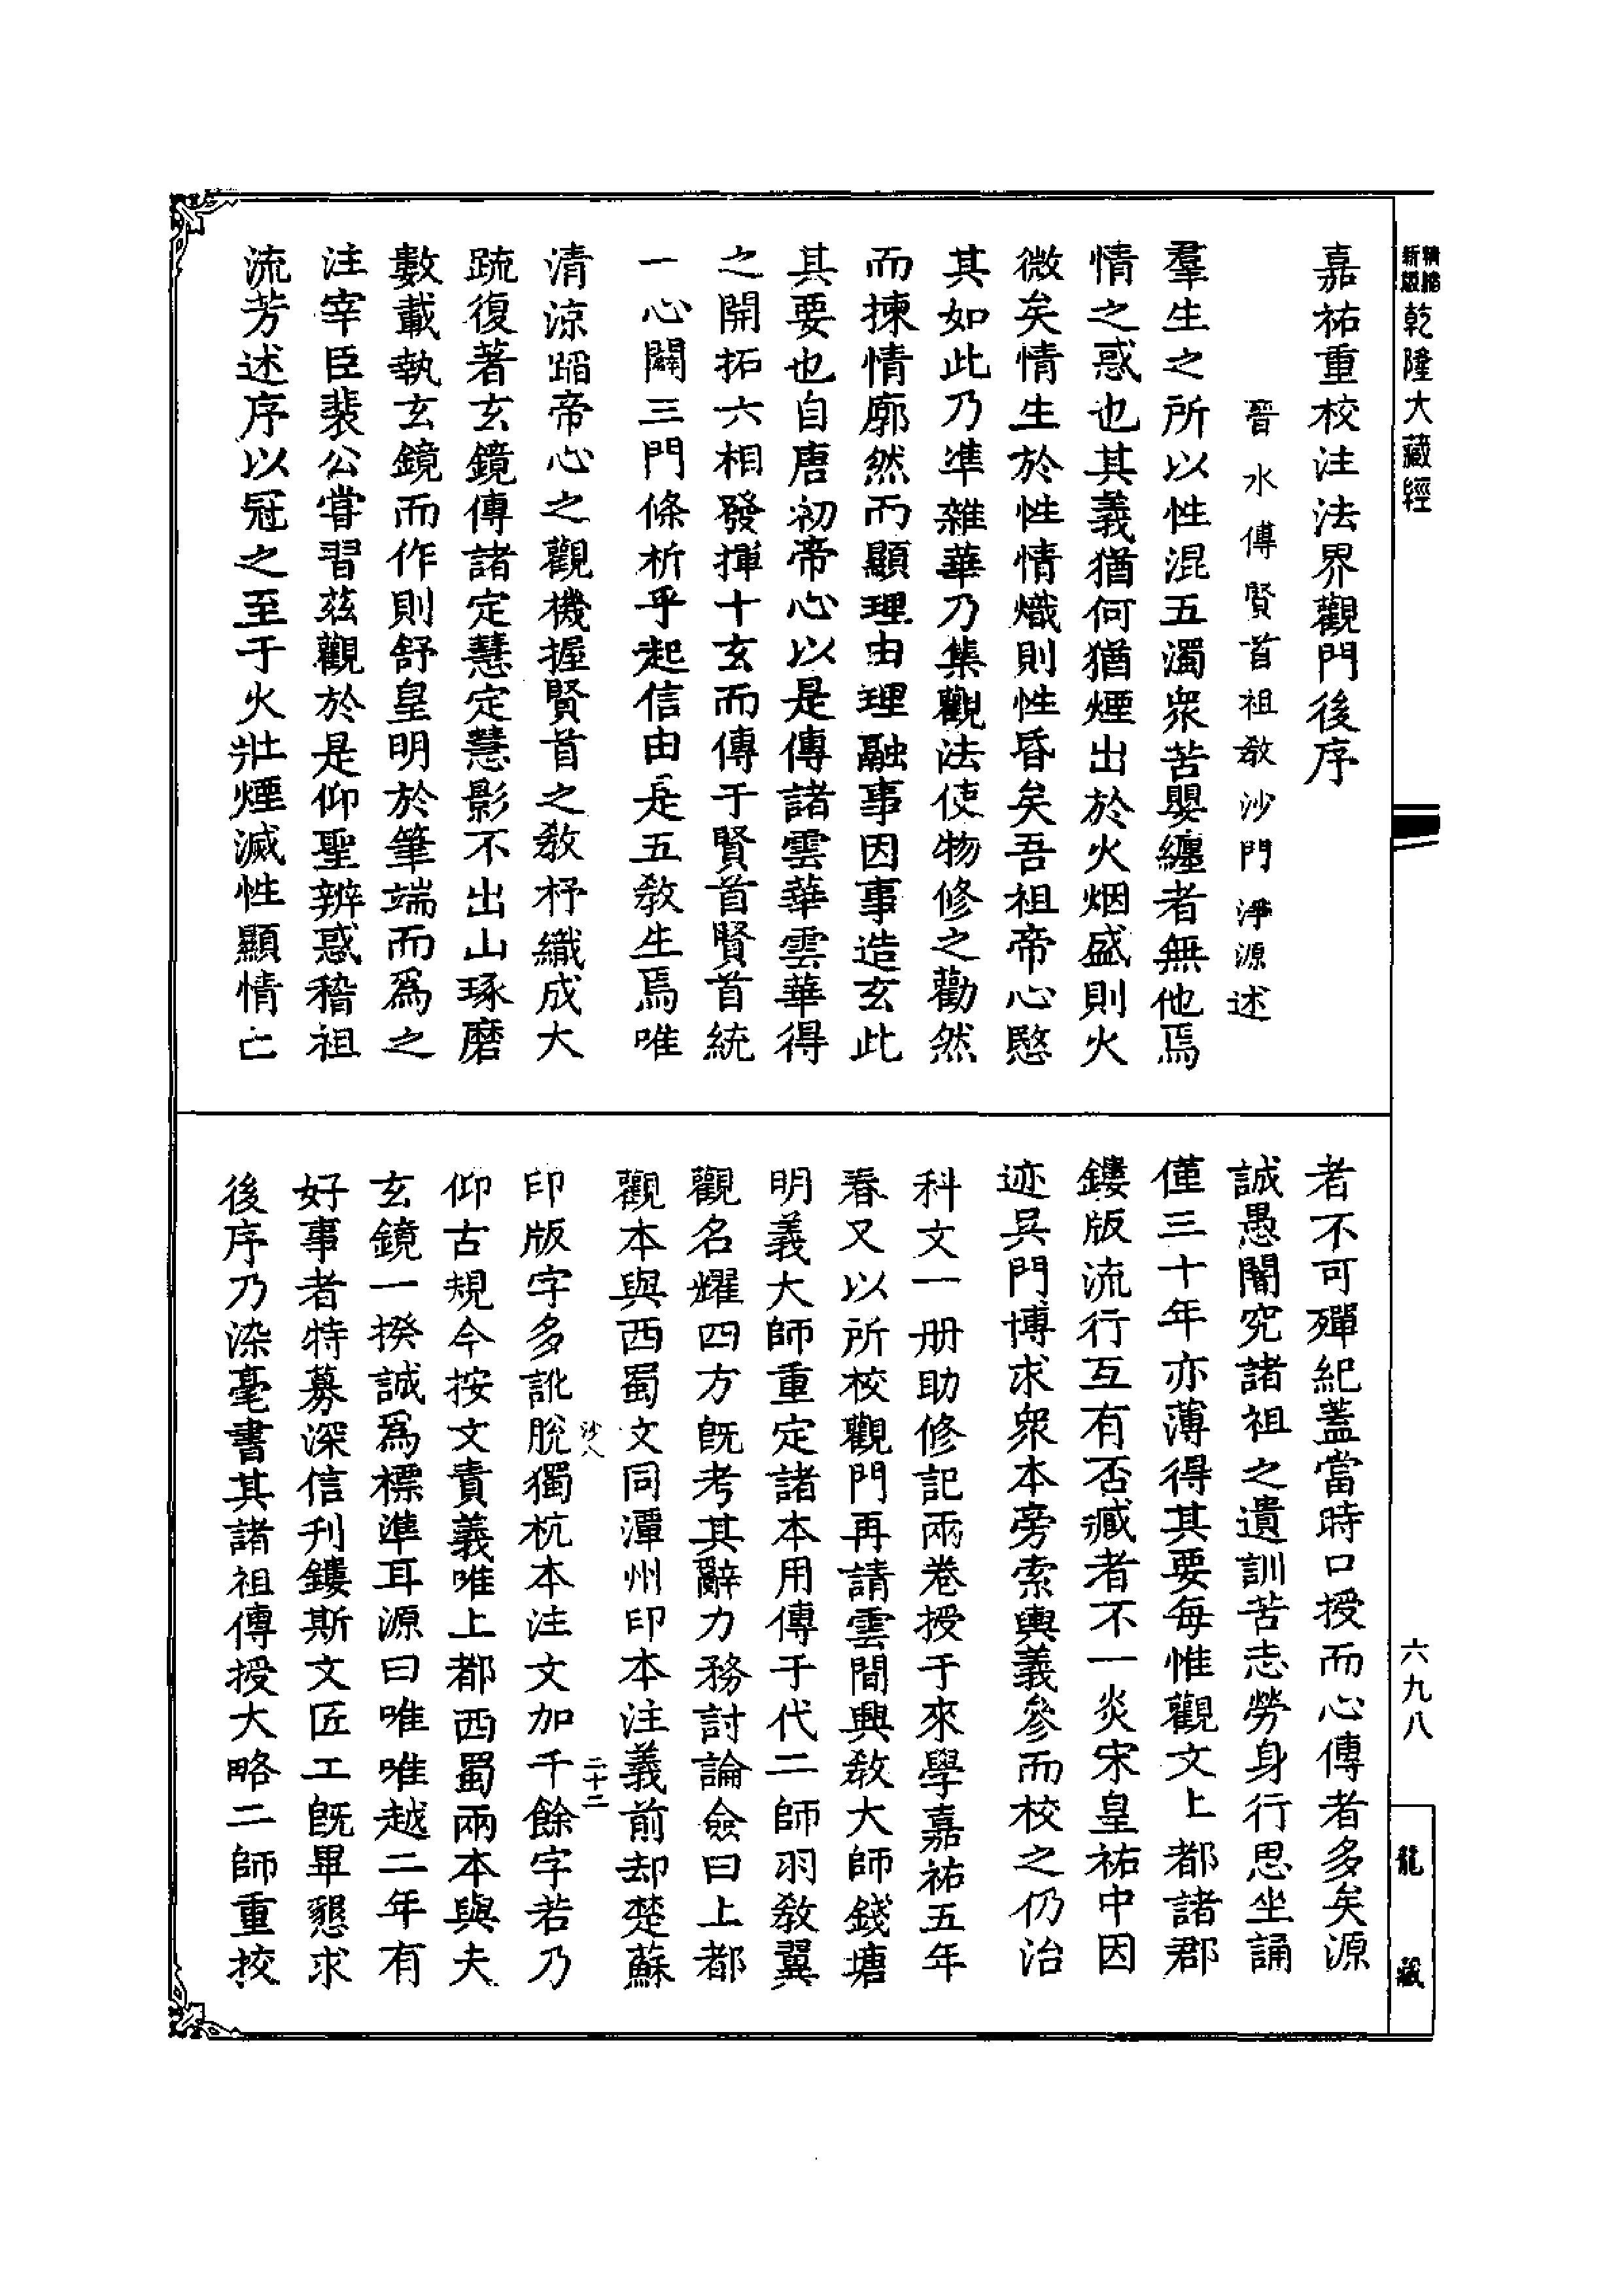 嘉祐重校注法界觀門後序
晉水傳賢首祖教沙門淨源述
羣生之所以性混五濁衆苦嬰纏者無他焉
情之惑也其義猶何猶煙出於火烟盛則火
微矣情生於性情熾則性昏矣吾祖帝心愍
其如此乃準雜華乃集觀法使物修之勸然
而揀情廓然而顯理由理融事因事造玄此
其要也自唐初帝心以是傳諸雲華雲華得
之開拓六相發揮十玄而傳于賢首賢首統
一心闢三門條析乎起信由是五教生焉唯
清涼蹈帝心之觀機握賢首之教杼織成大
疏復著玄鏡傳諸定慧定慧影不出山琢磨
數載執玄鏡而作則舒皇明於筆端而爲之
注宰臣裴公甞習茲觀於是仰聖辨惑稽祖
流芳述序以冠之至于火壯煙滅性顯情亡
者不可殫紀蓋當時口授而心傳者多矣源
誠愚闇究諸祖之遺訓苦志勞身行思坐誦
僅三十年亦薄得其要每惟觀文上都諸郡
鏤版流行互有否臧者不一炎宋皇祐中因
迹吳門博求衆本旁索輿義參而校之仍治
科文一册助修記兩卷授于來學嘉祐五年
春又以所校觀門再請雲間興教大師錢塘
明義大師重定諸本用傳于代二師羽教翼
觀名耀四方旣考其辭力務討論僉曰上都
觀本與西蜀文同潭州印本注義前却楚蘇
印版字多訛脫獨杭本注文加千餘字若乃
仰古規今按文責義唯上都西蜀兩本與夫
玄鏡一揆誠爲標準耳源曰唯唯越二年有
好事者特募深信刋鏤斯文匠工旣畢懇求
後序乃染毫書其諸祖傳授大略二師重挍
二十二
精縮
新版
乾隆大藏經
六九八
龍藏